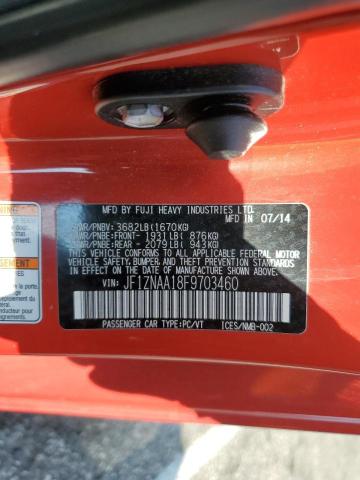 MFD BY FUJI HEAVY INDUSTRIES LTD.
MFD IN 07/14
GVWR/PNBV: 3682LB(1670KG)
GAWR/PNBE:FRONT- 1931LB( 876KG)
GAWR/PNBE:REAR - 2079LB( 943KG)
THIS VEHICLE CONFORMS TO ALL APPLICABLE FEDERAL MOTOR
VEHICLE SAFETY, BUMPER, AND THEFT PREVENTION STANDARDS
IN EFFECT ON THE DATE OF MANUFACTURE SHOWN ABOVE.
VIN: JF1ZNAA18F9703460
PASSENGER CAR TYPE:PC/VT ICES/NMB-002